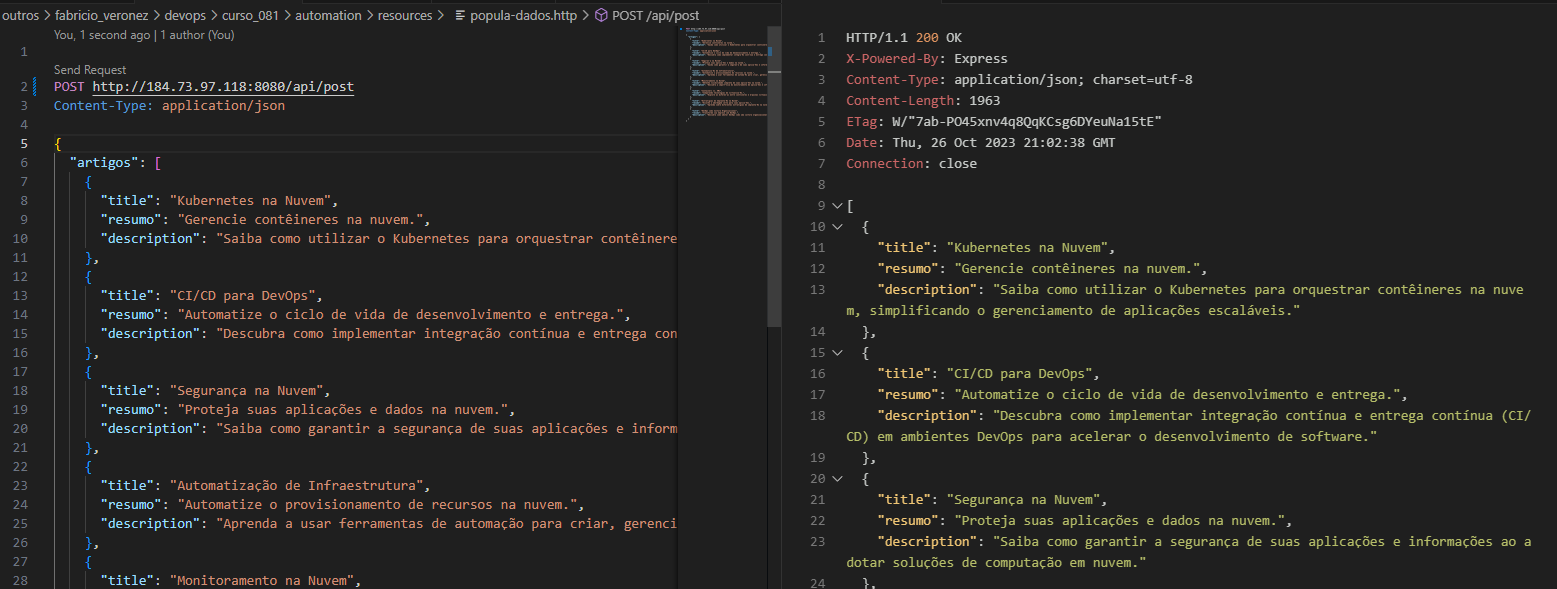 outros > fabricio_veronez > devops > curso_081 > automation > resources > popula-dados.http > POST /api/post
You, 1 second ago | 1 author (You)
1
Send Request
2 POST http://184.73.97.118:8080/api/post
3 Content-Type: application/json
4
5 {
6 "artigos": [
7 {
8 "title": "Kubernetes na Nuvem",
9 "resumo": "Gerencie contêineres na nuvem.",
10 "description": "Saiba como utilizar o Kubernetes para orquestrar contêinere
11 },
12 {
13 "title": "CI/CD para DevOps",
14 "resumo": "Automatize o ciclo de vida de desenvolvimento e entrega.",
15 "description": "Descubra como implementar integração contínua e entrega con
16 },
17 {
18 "title": "Segurança na Nuvem",
19 "resumo": "Proteja suas aplicações e dados na nuvem.",
20 "description": "Saiba como garantir a segurança de suas aplicações e inform
21 },
22 {
23 "title": "Automatização de Infraestrutura",
24 "resumo": "Automatize o provisionamento de recursos na nuvem.",
25 "description": "Aprenda a usar ferramentas de automação para criar, gerenci
26 },
27 {
28 "title": "Monitoramento na Nuvem",
1 HTTP/1.1 200 OK
2 X-Powered-By: Express
3 Content-Type: application/json; charset=utf-8
4 Content-Length: 1963
5 ETag: W/"7ab-PO45xnv4q8QqKCsg6DYeuNa15tE"
6 Date: Thu, 26 Oct 2023 21:02:38 GMT
7 Connection: close
8
9 [
10 {
11 "title": "Kubernetes na Nuvem",
12 "resumo": "Gerencie contêineres na nuvem.",
13 "description": "Saiba como utilizar o Kubernetes para orquestrar contêineres na nuve
m, simplificando o gerenciamento de aplicações escaláveis."
14 },
15 {
16 "title": "CI/CD para DevOps",
17 "resumo": "Automatize o ciclo de vida de desenvolvimento e entrega.",
18 "description": "Descubra como implementar integração contínua e entrega contínua (CI/
CD) em ambientes DevOps para acelerar o desenvolvimento de software."
19 },
20 {
21 "title": "Segurança na Nuvem",
22 "resumo": "Proteja suas aplicações e dados na nuvem.",
23 "description": "Saiba como garantir a segurança de suas aplicações e informações ao a
dotar soluções de computação em nuvem."
24 },